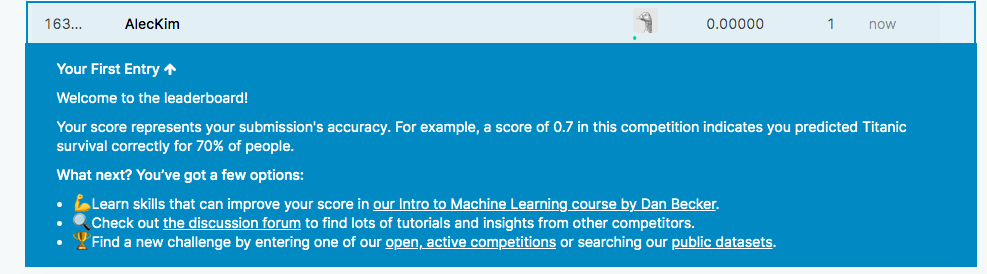 163... AlecKim 0.00000 1 now
Your First Entry ↑
Welcome to the leaderboard!
Your score represents your submission's accuracy. For example, a score of 0.7 in this competition indicates you predicted Titanic
survival correctly for 70% of people.
What next? You've got a few options:
• 💪Learn skills that can improve your score in our Intro to Machine Learning course by Dan Becker.
• 🔍Check out the discussion forum to find lots of tutorials and insights from other competitors.
• 🏆Find a new challenge by entering one of our open, active competitions or searching our public datasets.